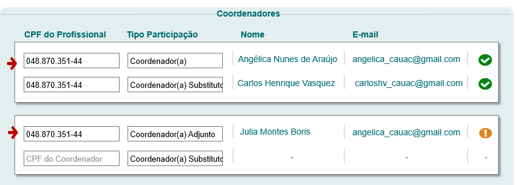 Coordenadores
CPF do Profissional Tipo Participação Nome E-mail
048.870.351-44 Coordenador(a) Angélica Nunes de Araújo angelica_cauac@gmail.com
048.870.351-44 Coordenador(a) Substituto Carlos Henrique Vasquez carloshv_cauac@gmail.com
048.870.351-44 Coordenador(a) Adjunto Julia Montes Boris angelica_cauac@gmail.com
CPF do Coordenador Coordenador(a) Substituto - - -